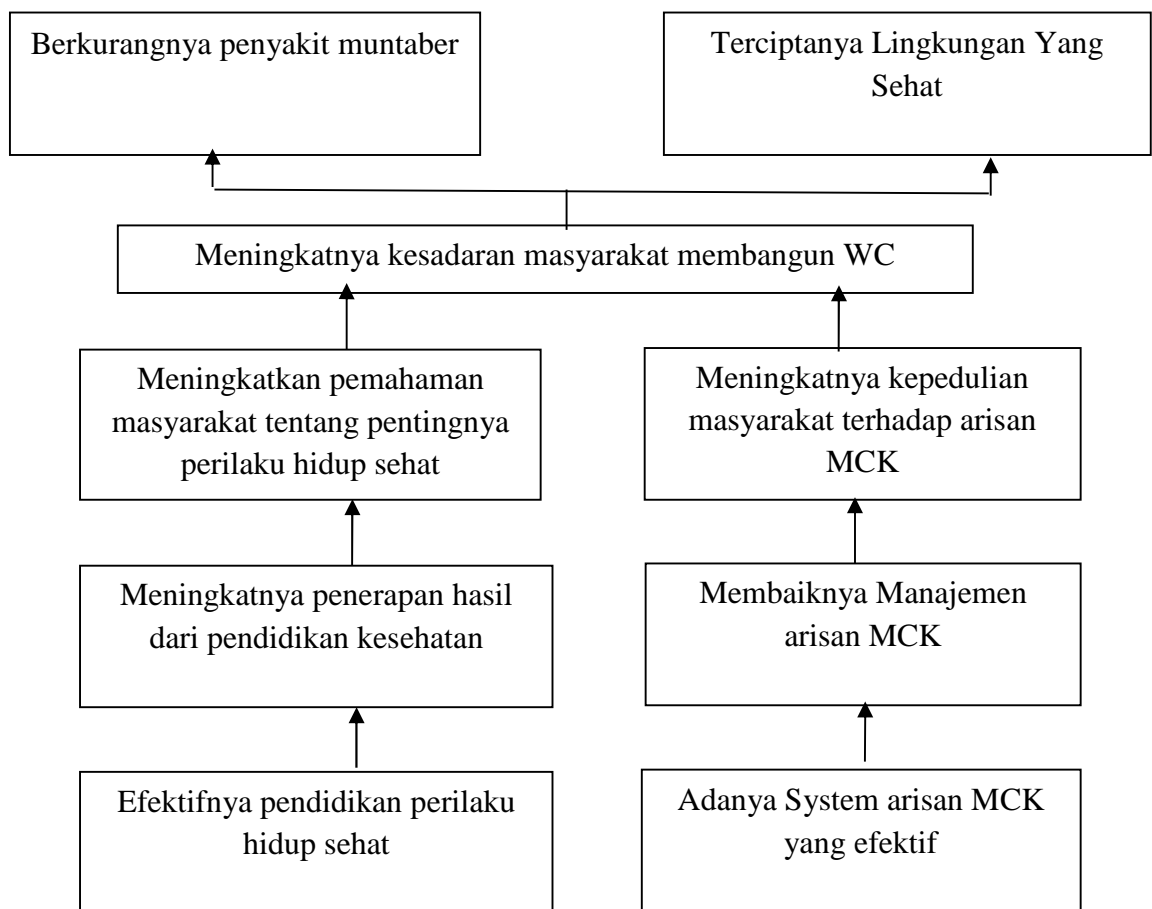 Berkurangnya penyakit muntaber
Terciptanya Lingkungan Yang
Sehat
Meningkatnya kesadaran masyarakat membangun WC
Meningkatkan pemahaman
masyarakat tentang pentingnya
perilaku hidup sehat
Meningkatnya kepedulian
masyarakat terhadap arisan
MCK
Meningkatnya penerapan hasil
dari pendidikan kesehatan
Membaiknya Manajemen
arisan MCK
Efektifnya pendidikan perilaku
hidup sehat
Adanya System arisan MCK
yang efektif